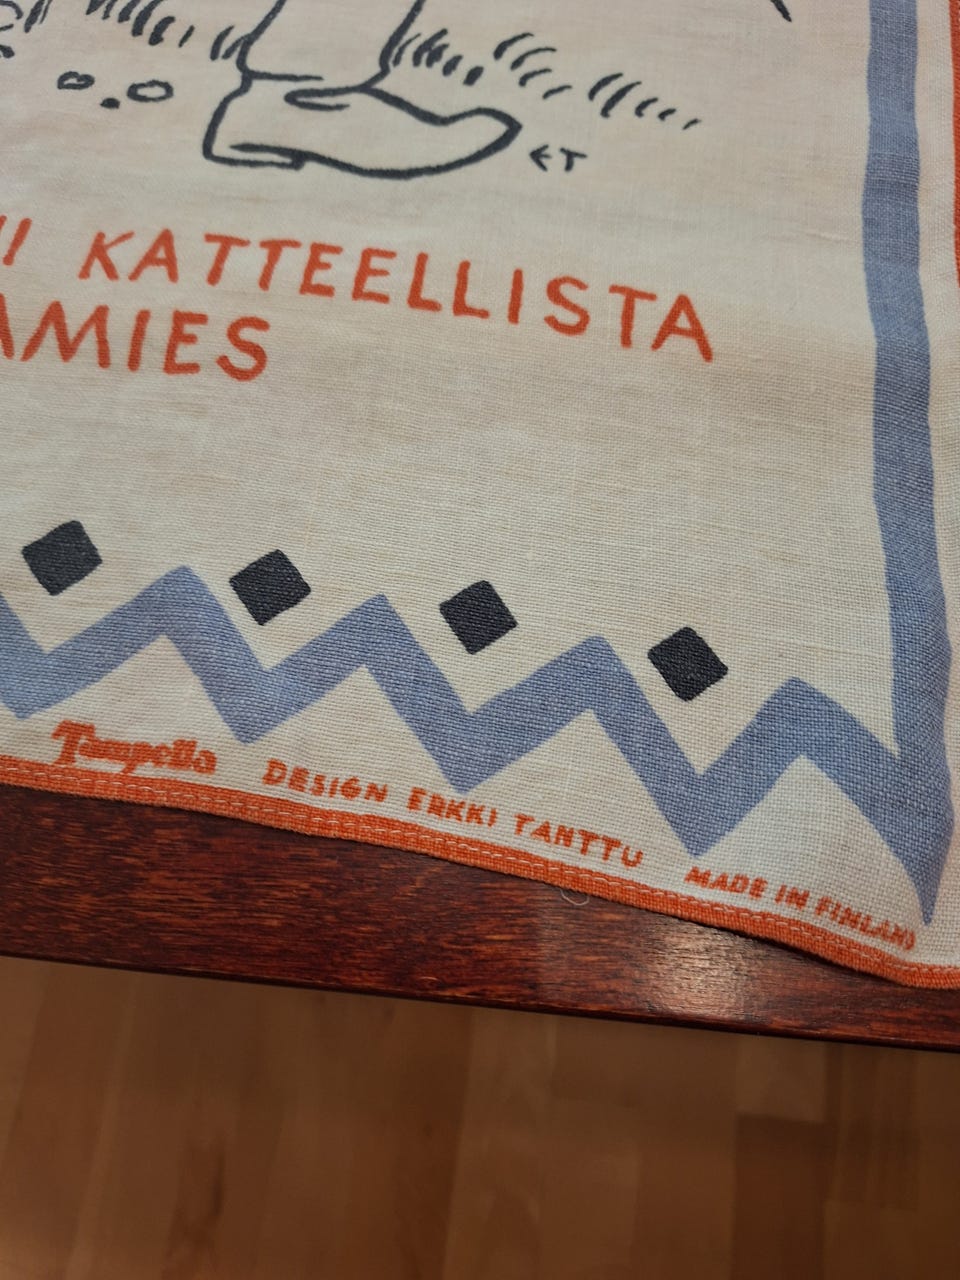 ET
KATTEELLISTA
AMIES
Tampella DESIGN ERKKI TANTTU MADE IN FINLAND